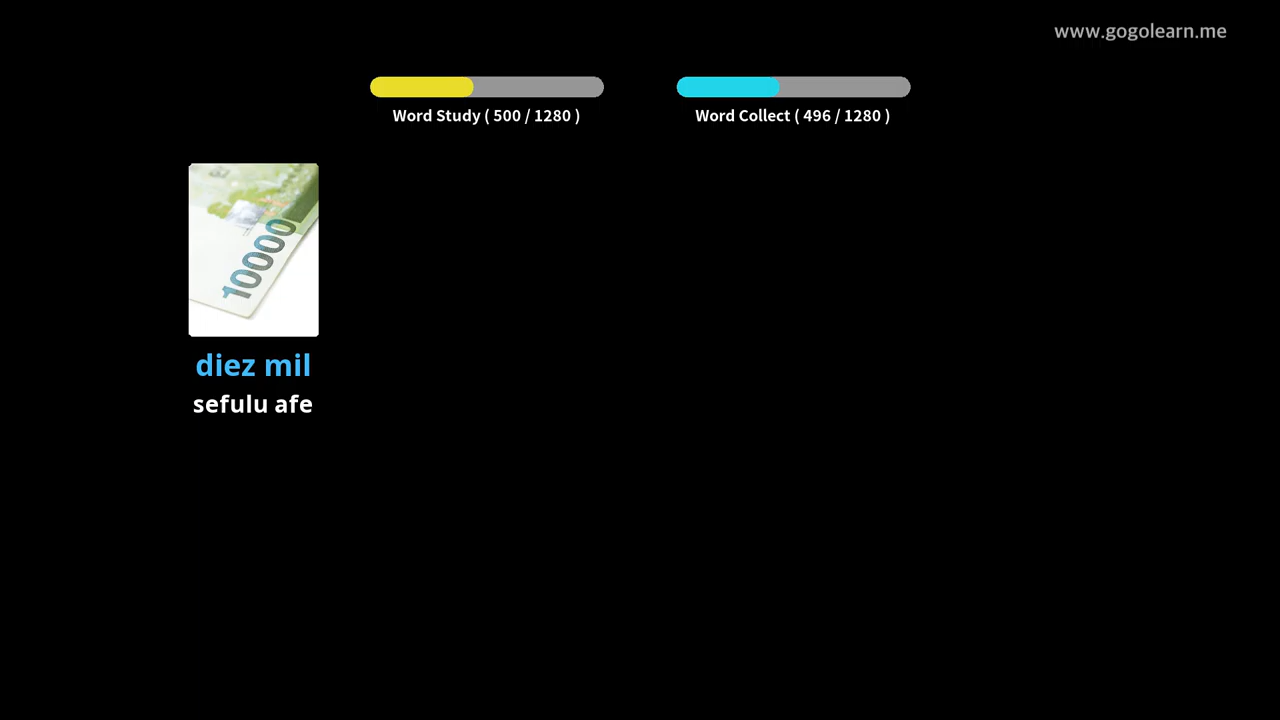 www.gogolearn.me
Word Study ( 500 / 1280 )
Word Collect ( 496 / 1280 )
10000
diez mil
sefulu afe